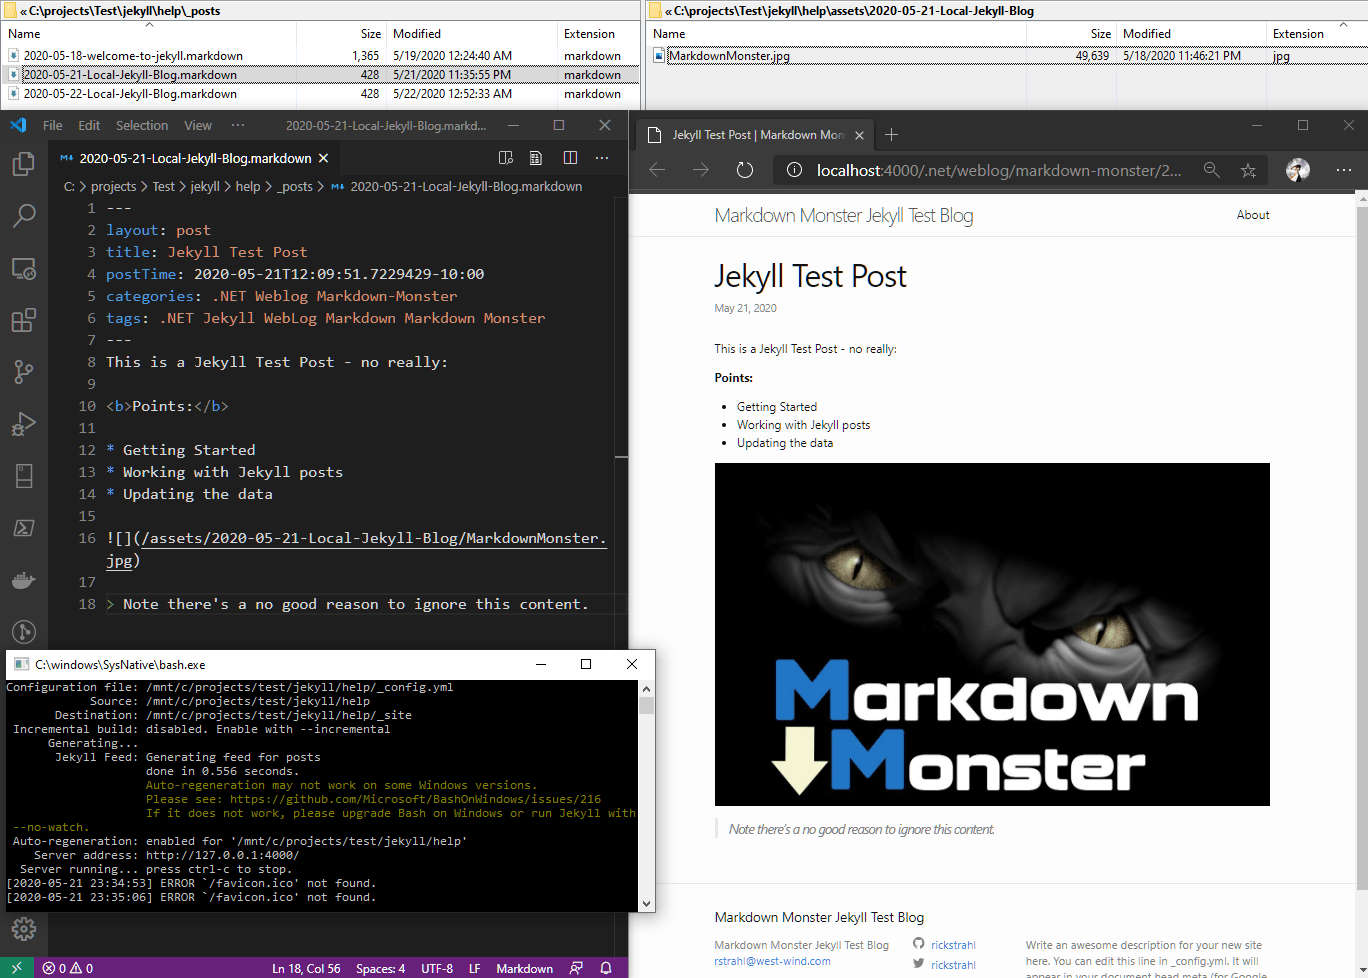 « C:\projects\Test\jekyll\help\_posts
Name Size Modified Extension
2020-05-18-welcome-to-jekyll.markdown 1,365 5/19/2020 12:24:40 AM markdown
2020-05-21-Local-Jekyll-Blog.markdown 428 5/21/2020 11:35:55 PM markdown
2020-05-22-Local-Jekyll-Blog.markdown 428 5/22/2020 12:52:33 AM markdown
« C:\projects\Test\jekyll\help\assets\2020-05-21-Local-Jekyll-Blog
Name Size Modified Extension
MarkdownMonster.jpg 49,639 5/18/2020 11:46:21 PM jpg
File Edit Selection View ··· 2020-05-21-Local-Jekyll-Blog.markd...
2020-05-21-Local-Jekyll-Blog.markdown
C: > projects > Test > jekyll > help > _posts > 2020-05-21-Local-Jekyll-Blog.markdown
1 ---
2 layout: post
3 title: Jekyll Test Post
4 postTime: 2020-05-21T12:09:51.7229429-10:00
5 categories: .NET Weblog Markdown-Monster
6 tags: .NET Jekyll WebLog Markdown Markdown Monster
7 ---
8 This is a Jekyll Test Post - no really:
9
10 <b>Points:</b>
11
12 * Getting Started
13 * Working with Jekyll posts
14 * Updating the data
15
16 ![](/assets/2020-05-21-Local-Jekyll-Blog/MarkdownMonster.
jpg)
17
18 > Note there's a no good reason to ignore this content.
C:\windows\SysNative\bash.exe
Configuration file: /mnt/c/projects/test/jekyll/help/_config.yml
Source: /mnt/c/projects/test/jekyll/help
Destination: /mnt/c/projects/test/jekyll/help/_site
Incremental build: disabled. Enable with --incremental
Generating...
Jekyll Feed: Generating feed for posts
done in 0.556 seconds.
Auto-regeneration may not work on some Windows versions.
Please see: https://github.com/Microsoft/BashOnWindows/issues/216
If it does not work, please upgrade Bash on Windows or run Jekyll with
--no-watch.
Auto-regeneration: enabled for '/mnt/c/projects/test/jekyll/help'
Server address: http://127.0.0.1:4000/
Server running... press ctrl-c to stop.
[2020-05-21 23:34:53] ERROR `/favicon.ico' not found.
[2020-05-21 23:35:06] ERROR `/favicon.ico' not found.
0 0 Ln 18, Col 56 Spaces: 4 UTF-8 LF Markdown
Jekyll Test Post | Markdown Mon
localhost:4000/.net/weblog/markdown-monster/2...
Markdown Monster Jekyll Test Blog About
Jekyll Test Post
May 21, 2020
This is a Jekyll Test Post - no really:
Points:
• Getting Started
• Working with Jekyll posts
• Updating the data
Markdown
Monster
Note there's a no good reason to ignore this content.
Markdown Monster Jekyll Test Blog
Markdown Monster Jekyll Test Blog
rstrahl@west-wind.com
rickstrahl
rickstrahl
Write an awesome description for your new site
here. You can edit this line in _config.yml. It will
appear in your document head meta (for Google